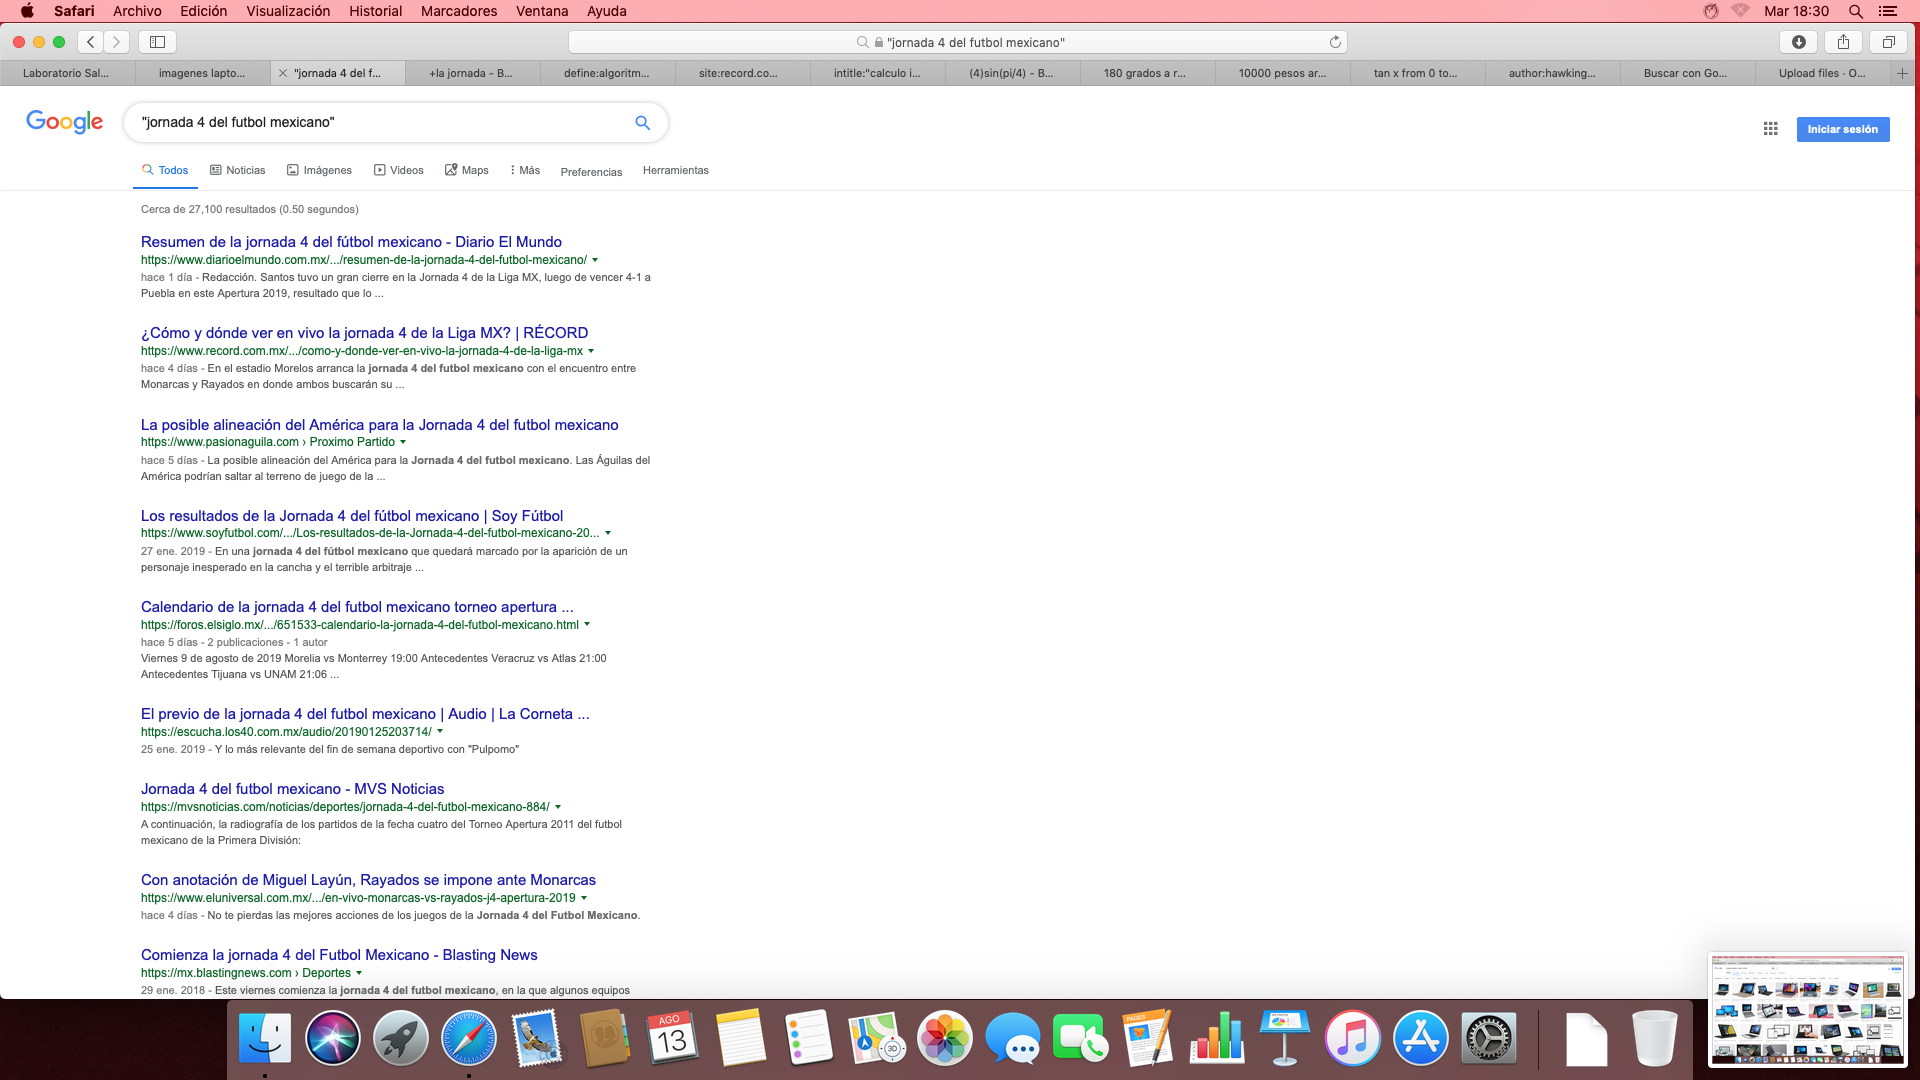 Safari Archivo Edición Visualización Historial Marcadores Ventana Ayuda Mar 18:30
"jornada 4 del futbol mexicano"
Laboratorio Sal... imagenes lapto... "jornada 4 del f... +la jornada - B... define:algoritm... site:record.co... intitle:"calculo i... (4)sin(pi/4) - B... 180 grados a r... 10000 pesos ar... tan x from 0 to... author:hawking... Buscar con Go... Upload files · O...
Google "jornada 4 del futbol mexicano" Iniciar sesión
Todos Noticias Imágenes Videos Maps Más Preferencias Herramientas
Cerca de 27,100 resultados (0.50 segundos)
Resumen de la jornada 4 del fútbol mexicano - Diario El Mundo
https://www.diarioelmundo.com.mx/.../resumen-de-la-jornada-4-del-futbol-mexicano/
hace 1 día - Redacción. Santos tuvo un gran cierre en la Jornada 4 de la Liga MX, luego de vencer 4-1 a
Puebla en este Apertura 2019, resultado que lo ...
¿Cómo y dónde ver en vivo la jornada 4 de la Liga MX? | RÉCORD
https://www.record.com.mx/.../como-y-donde-ver-en-vivo-la-jornada-4-de-la-liga-mx
hace 4 días - En el estadio Morelos arranca la jornada 4 del futbol mexicano con el encuentro entre
Monarcas y Rayados en donde ambos buscarán su ...
La posible alineación del América para la Jornada 4 del futbol mexicano
https://www.pasionaguila.com › Proximo Partido
hace 5 días - La posible alineación del América para la Jornada 4 del futbol mexicano. Las Águilas del
América podrían saltar al terreno de juego de la ...
Los resultados de la Jornada 4 del fútbol mexicano | Soy Fútbol
https://www.soyfutbol.com/.../Los-resultados-de-la-Jornada-4-del-futbol-mexicano-20...
27 ene. 2019 - En una jornada 4 del fútbol mexicano que quedará marcado por la aparición de un
personaje inesperado en la cancha y el terrible arbitraje ...
Calendario de la jornada 4 del futbol mexicano torneo apertura ...
https://foros.elsiglo.mx/.../651533-calendario-la-jornada-4-del-futbol-mexicano.html
hace 5 días - 2 publicaciones - 1 autor
Viernes 9 de agosto de 2019 Morelia vs Monterrey 19:00 Antecedentes Veracruz vs Atlas 21:00
Antecedentes Tijuana vs UNAM 21:06 ...
El previo de la jornada 4 del futbol mexicano | Audio | La Corneta ...
https://escucha.los40.com.mx/audio/20190125203714/
25 ene. 2019 - Y lo más relevante del fin de semana deportivo con "Pulpomo"
Jornada 4 del futbol mexicano - MVS Noticias
https://mvsnoticias.com/noticias/deportes/jornada-4-del-futbol-mexicano-884/
A continuación, la radiografía de los partidos de la fecha cuatro del Torneo Apertura 2011 del futbol
mexicano de la Primera División:
Con anotación de Miguel Layún, Rayados se impone ante Monarcas
https://www.eluniversal.com.mx/.../en-vivo-monarcas-vs-rayados-j4-apertura-2019
hace 4 días - No te pierdas las mejores acciones de los juegos de la Jornada 4 del Futbol Mexicano.
Comienza la jornada 4 del Futbol Mexicano - Blasting News
https://mx.blastingnews.com › Deportes
29 ene. 2018 - Este viernes comienza la jornada 4 del futbol mexicano, en la que algunos equipos
AGO
13
3D
PAGES